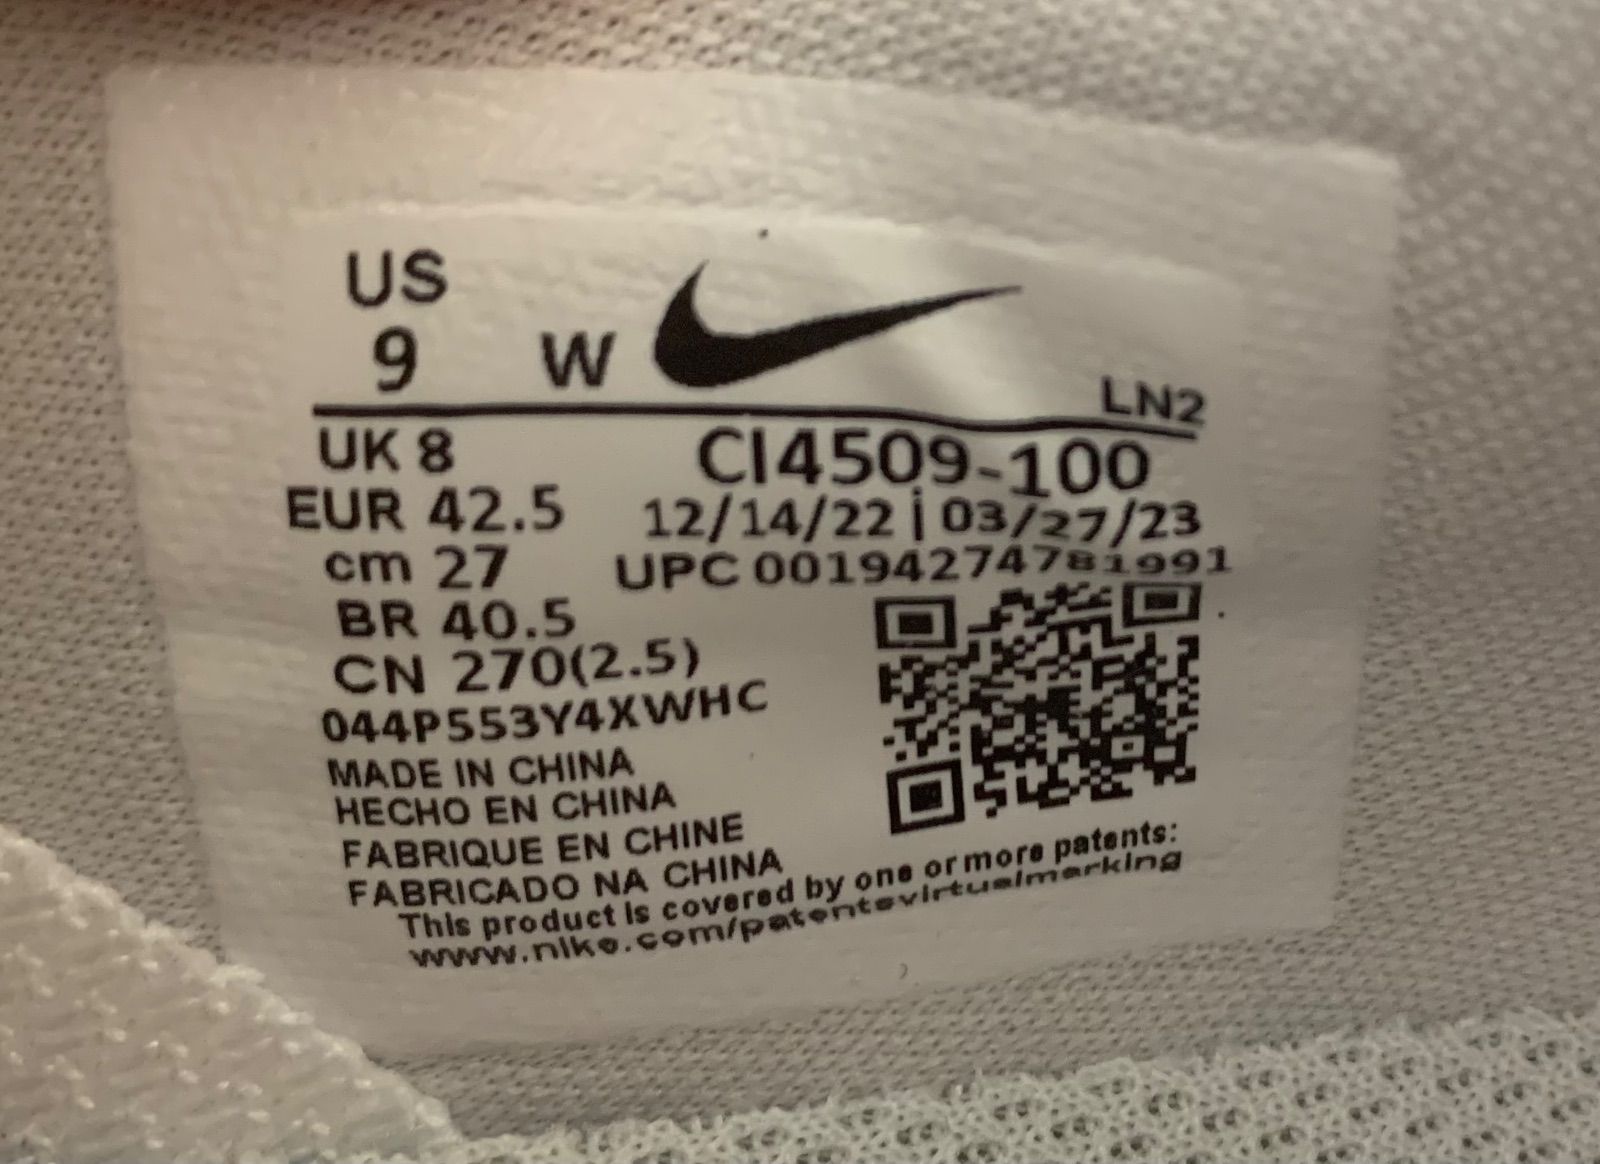 US
9 W
LN2
UK 8 CI4509-100
EUR 42.5 12/14/22 | 03/27/23
cm 27 UPC 00194274781991
BR 40.5
CN 270(2.5)
044P553Y4XWHC
MADE IN CHINA
HECHO EN CHINA
FABRIQUE EN CHINE
FABRICADO NA CHINA
This product is covered by one or more patents:
www.nike.com/patentsvirtualmarking